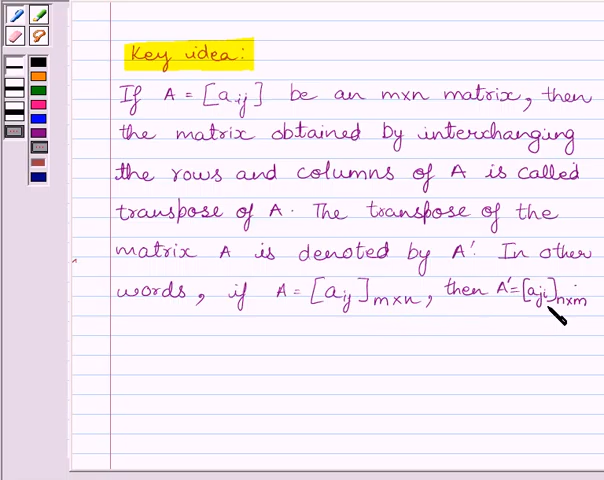 Key idea:
If A = [aij] be an m×n matrix, then
the matrix obtained by interchanging
the rows and columns of A is called
transpose of A. The transpose of the
matrix A is denoted by A'. In other
words, if A = [aij]m×n, then A' = [aji]n×m